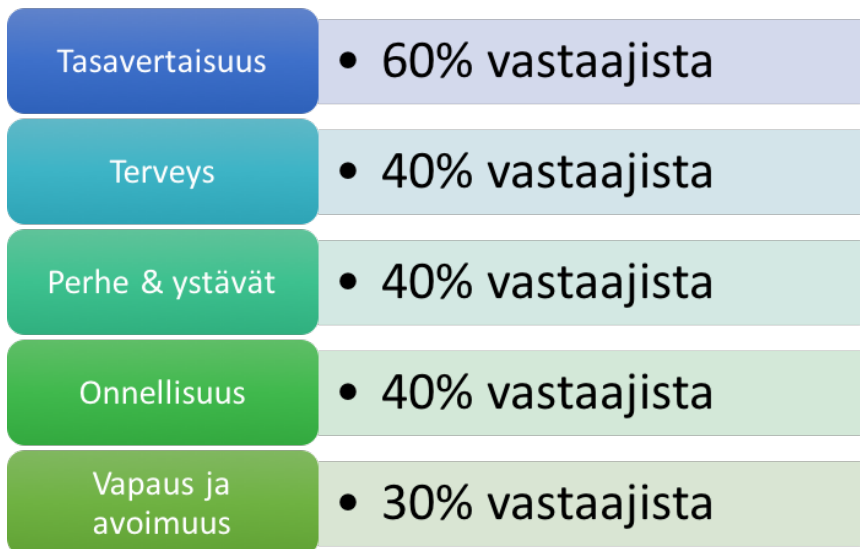 Tasavertaisuus
• 60% vastaajista
Terveys
• 40% vastaajista
Perhe & ystävät
• 40% vastaajista
Onnellisuus
• 40% vastaajista
Vapaus ja
avoimuus
• 30% vastaajista